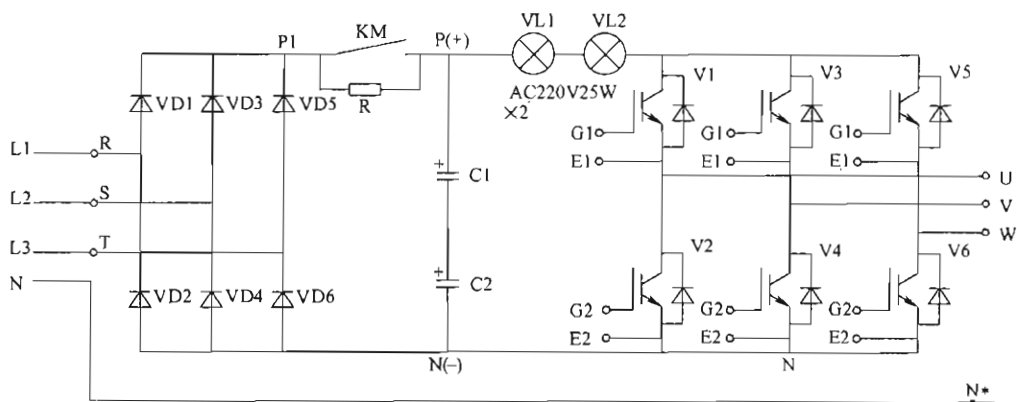 VL1 VL2
P1 KM P(+)
R
AC220V25W
×2
V1 V3 V5
VD1 VD3 VD5
G1 G1 G1
L1 R
E1 E1 E1
C1
U
L2 S
V
W
L3 T
V2 V4 V6
N
VD2 VD4 VD6
C2
G2 G2 G2
E2 E2 E2
N(−) N
N*